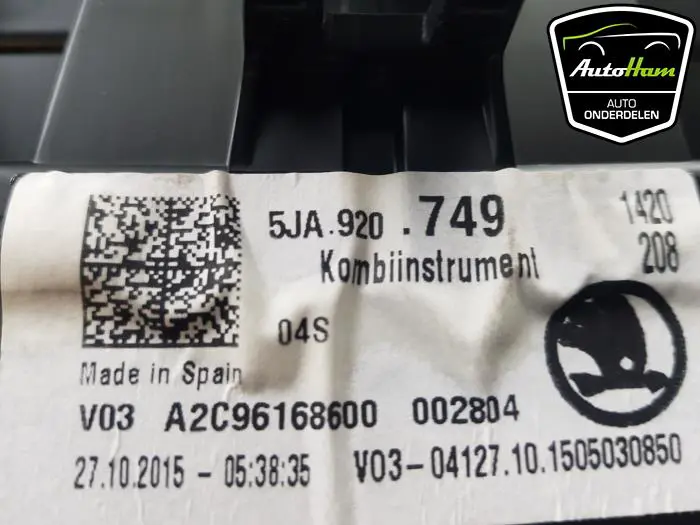 AutoHam
AUTO
ONDERDELEN
5JA.920 .749 1420
Kombiinstrument 208
04S
Made in Spain
V03 A2C96168600 002804
27.10.2015 - 05:38:35 V03-04127.10.1505030850